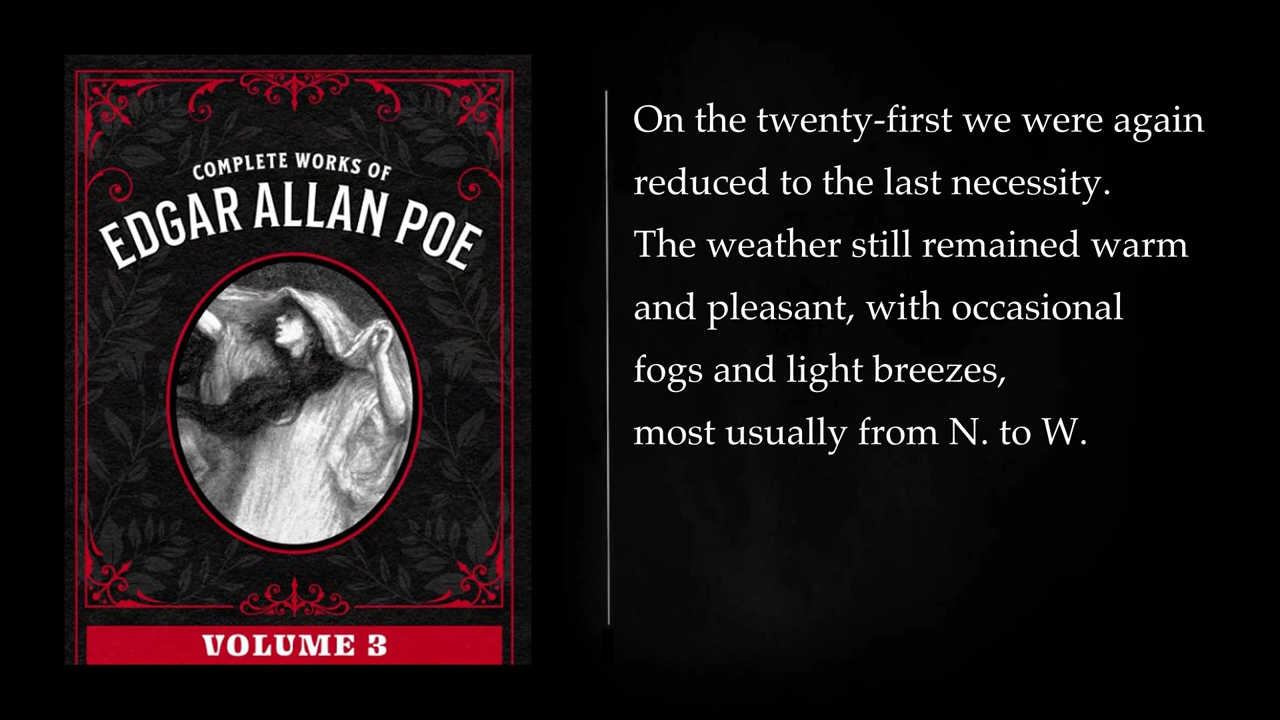 COMPLETE WORKS OF
EDGAR ALLAN POE
VOLUME 3
On the twenty-first we were again
reduced to the last necessity.
The weather still remained warm
and pleasant, with occasional
fogs and light breezes,
most usually from N. to W.